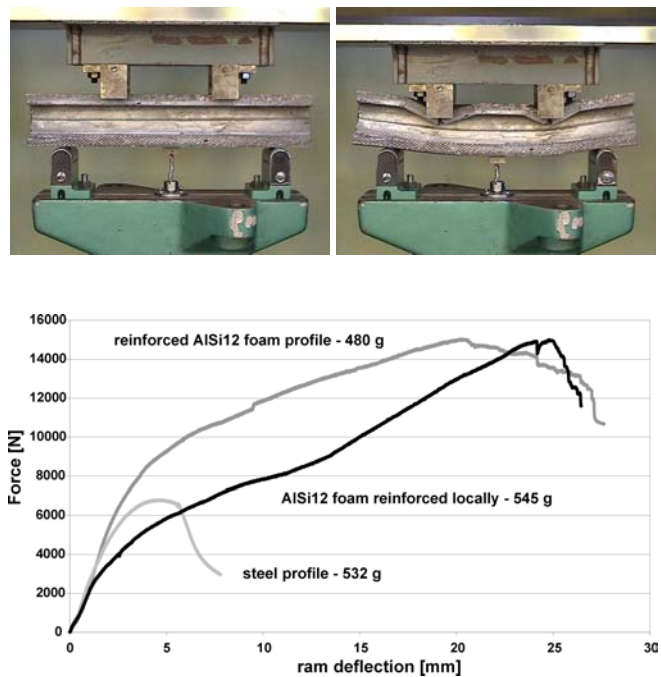 16000
14000
12000
10000
8000
6000
4000
2000
0
Force [N]
reinforced AlSi12 foam profile - 480 g
AlSi12 foam reinforced locally - 545 g
steel profile - 532 g
0 5 10 15 20 25 30
ram deflection [mm]